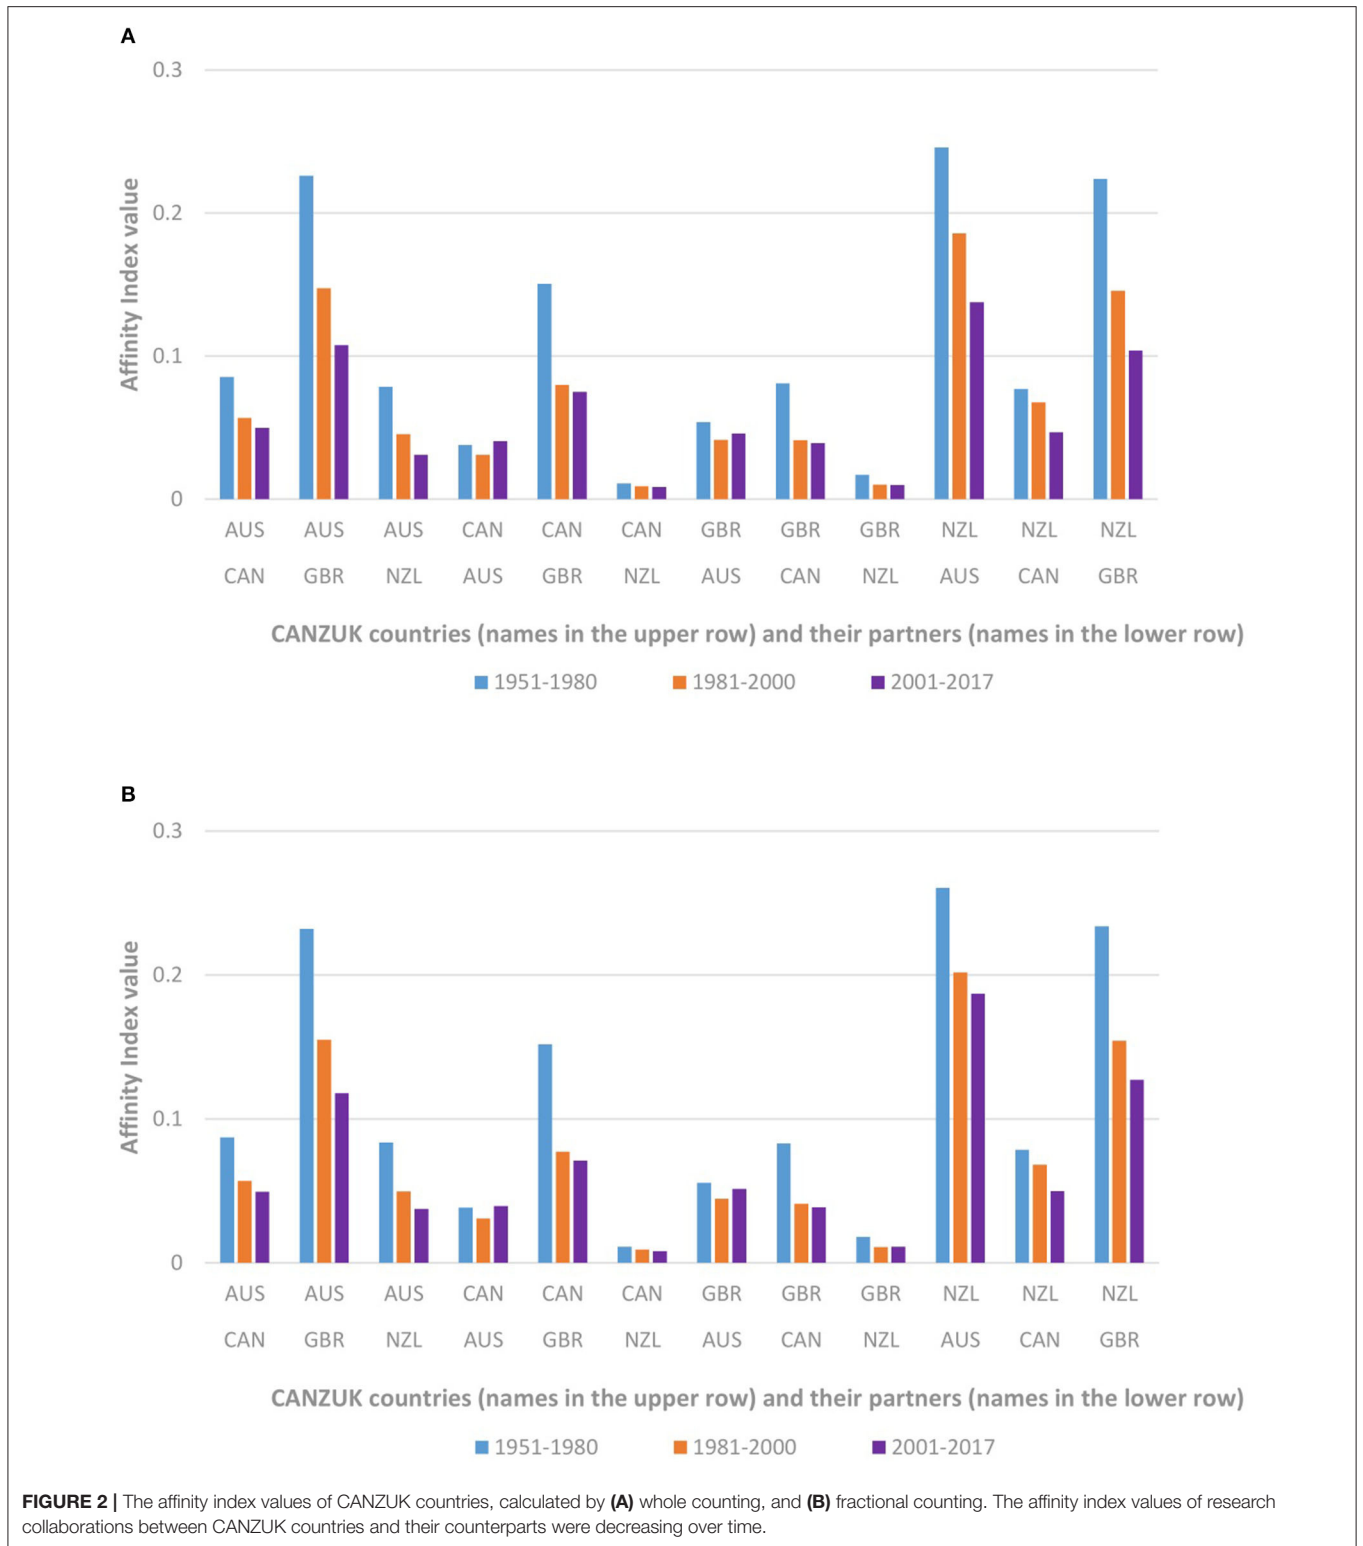 A
0.3
0.2
0.1
0
Affinity Index value
AUS AUS AUS CAN CAN CAN GBR GBR GBR NZL NZL NZL
CAN GBR NZL AUS GBR NZL AUS CAN NZL AUS CAN GBR
CANZUK countries (names in the upper row) and their partners (names in the lower row)
1951-1980 1981-2000 2001-2017
B
0.3
0.2
0.1
0
Affinity Index value
AUS AUS AUS CAN CAN CAN GBR GBR GBR NZL NZL NZL
CAN GBR NZL AUS GBR NZL AUS CAN NZL AUS CAN GBR
CANZUK countries (names in the upper row) and their partners (names in the lower row)
1951-1980 1981-2000 2001-2017
FIGURE 2 | The affinity index values of CANZUK countries, calculated by (A) whole counting, and (B) fractional counting. The affinity index values of research
collaborations between CANZUK countries and their counterparts were decreasing over time.